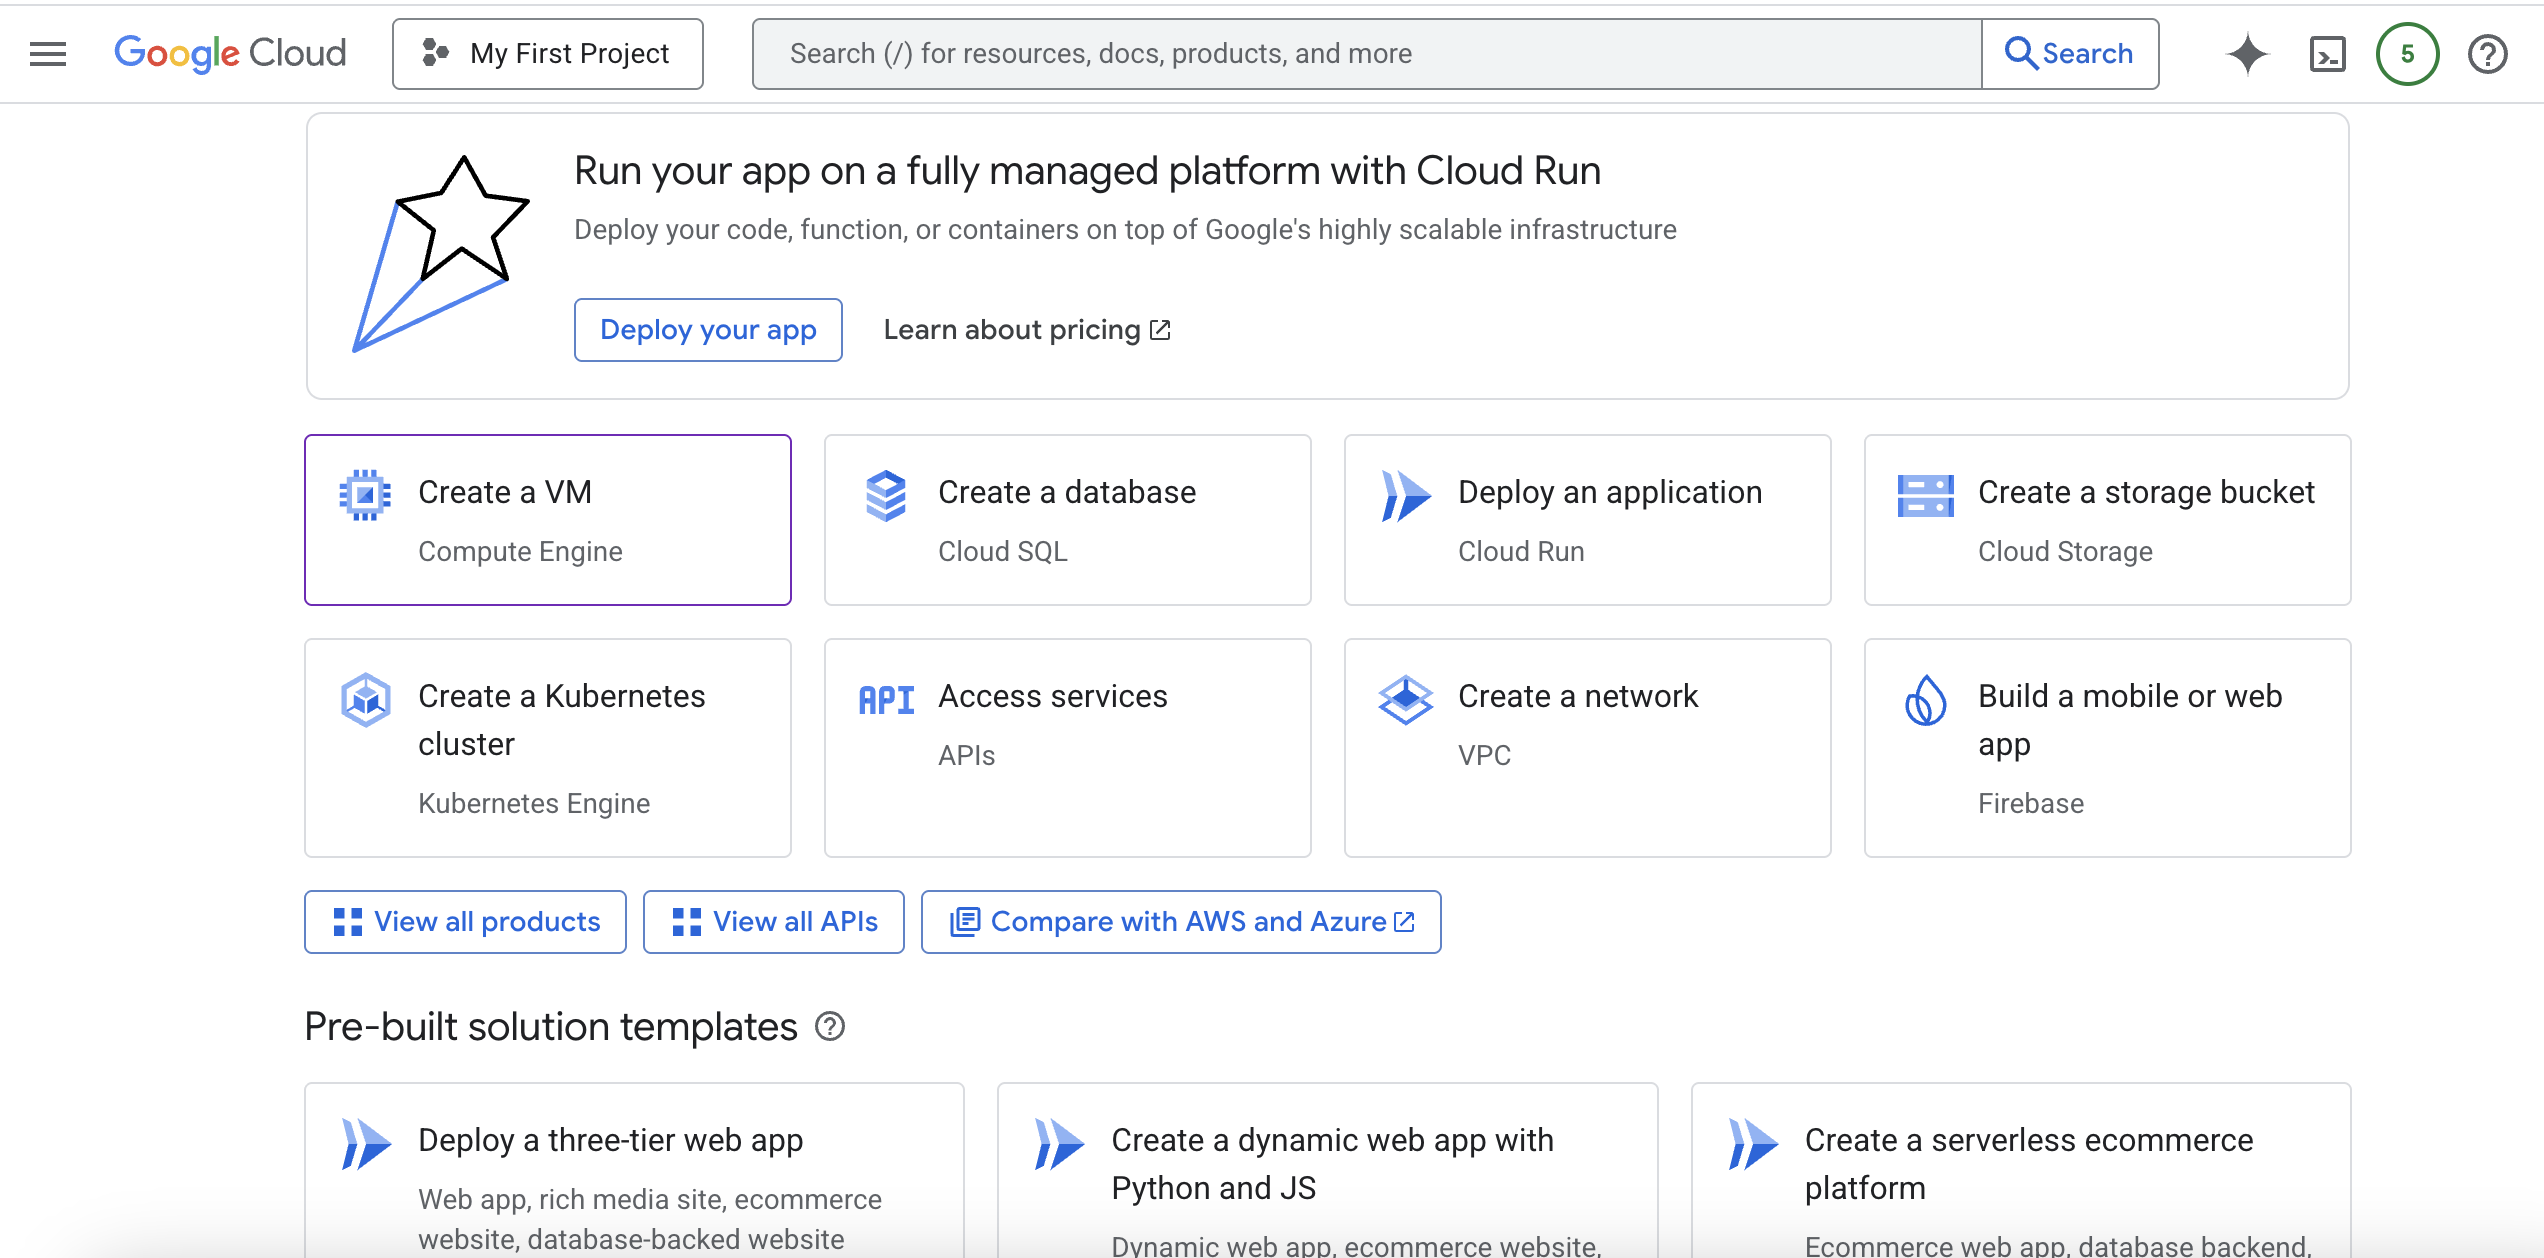 Google Cloud
My First Project
Search (/) for resources, docs, products, and more
Search
5
Run your app on a fully managed platform with Cloud Run
Deploy your code, function, or containers on top of Google's highly scalable infrastructure
Deploy your app
Learn about pricing
Create a VM
Compute Engine
Create a database
Cloud SQL
Deploy an application
Cloud Run
Create a storage bucket
Cloud Storage
Create a Kubernetes
cluster
Kubernetes Engine
API
Access services
APIs
Create a network
VPC
Build a mobile or web
app
Firebase
View all products
View all APIs
Compare with AWS and Azure
Pre-built solution templates
Deploy a three-tier web app
Web app, rich media site, ecommerce
website, database-backed website
Create a dynamic web app with
Python and JS
Dynamic web app, ecommerce website,
Create a serverless ecommerce
platform
Ecommerce web app, database backend,